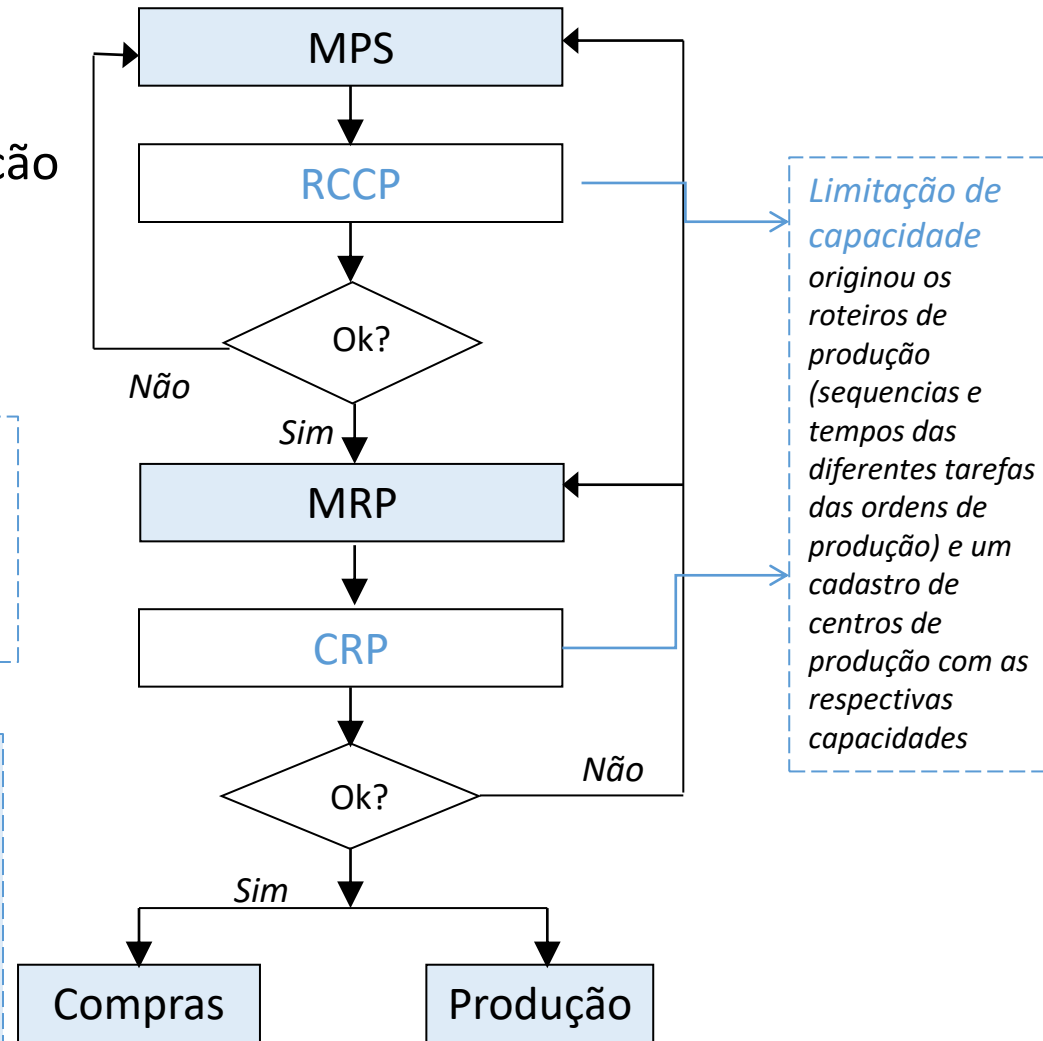 MPS
ção
RCCP
Ok?
Não
Sim
MRP
CRP
Ok?
Não
Sim
Compras
Produção
Limitação de
capacidade
originou os
roteiros de
produção
(sequencias e
tempos das
diferentes tarefas
das ordens de
produção) e um
cadastro de
centros de
produção com as
respectivas
capacidades